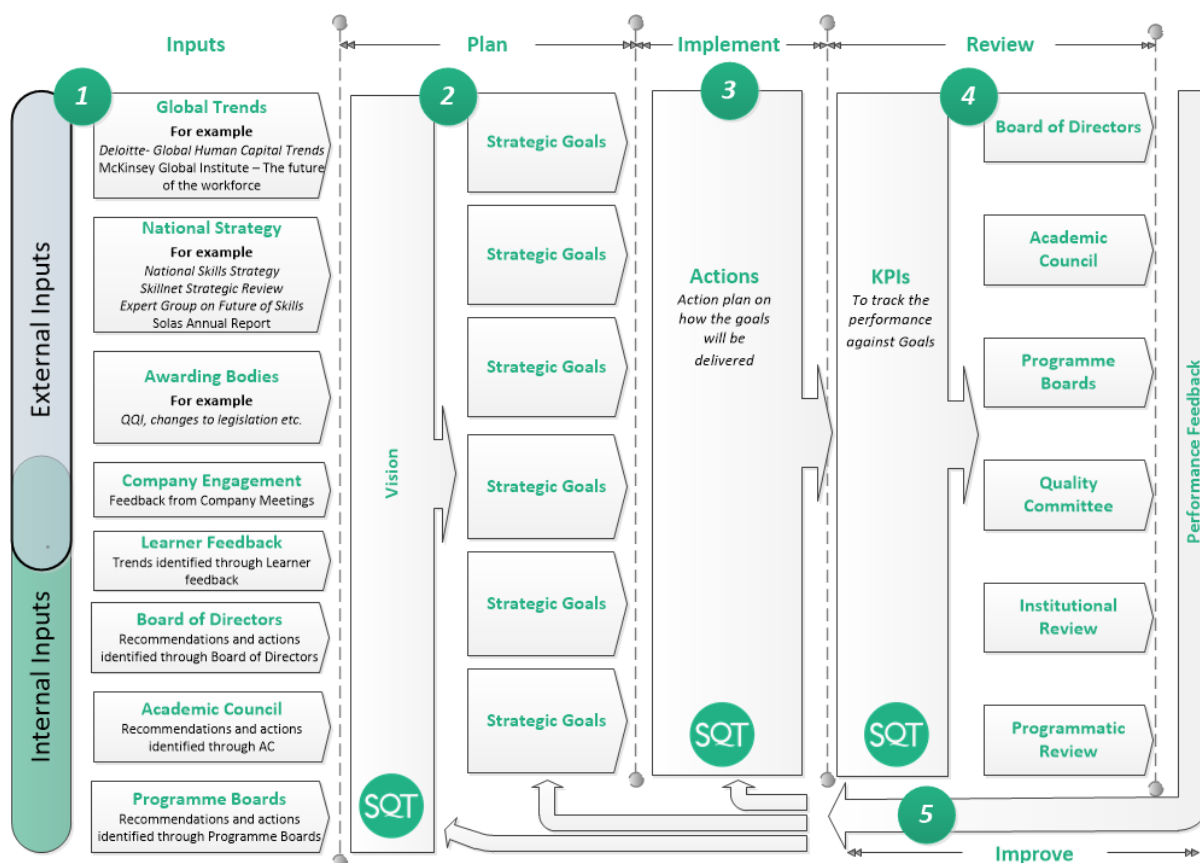 Inputs
Plan
Implement
Review
1
2
3
4
External Inputs
Internal Inputs
Global Trends
For example
Deloitte- Global Human Capital Trends
McKinsey Global Institute – The future
of the workforce
National Strategy
For example
National Skills Strategy
Skillnet Strategic Review
Expert Group on Future of Skills
Solas Annual Report
Awarding Bodies
For example
QQI, changes to legislation etc.
Company Engagement
Feedback from Company Meetings
Learner Feedback
Trends identified through Learner
feedback
Board of Directors
Recommendations and actions
identified through Board of Directors
Academic Council
Recommendations and actions
identified through AC
Programme Boards
Recommendations and actions
identified through Programme Boards
Vision
SQT
Strategic Goals
Strategic Goals
Strategic Goals
Strategic Goals
Strategic Goals
Strategic Goals
Actions
Action plan on
how the goals
will be
delivered
SQT
KPIs
To track the
performance
against Goals
SQT
Board of Directors
Academic
Council
Programme
Boards
Quality
Committee
Institutional
Review
Programmatic
Review
Performance Feedback
5
Improve